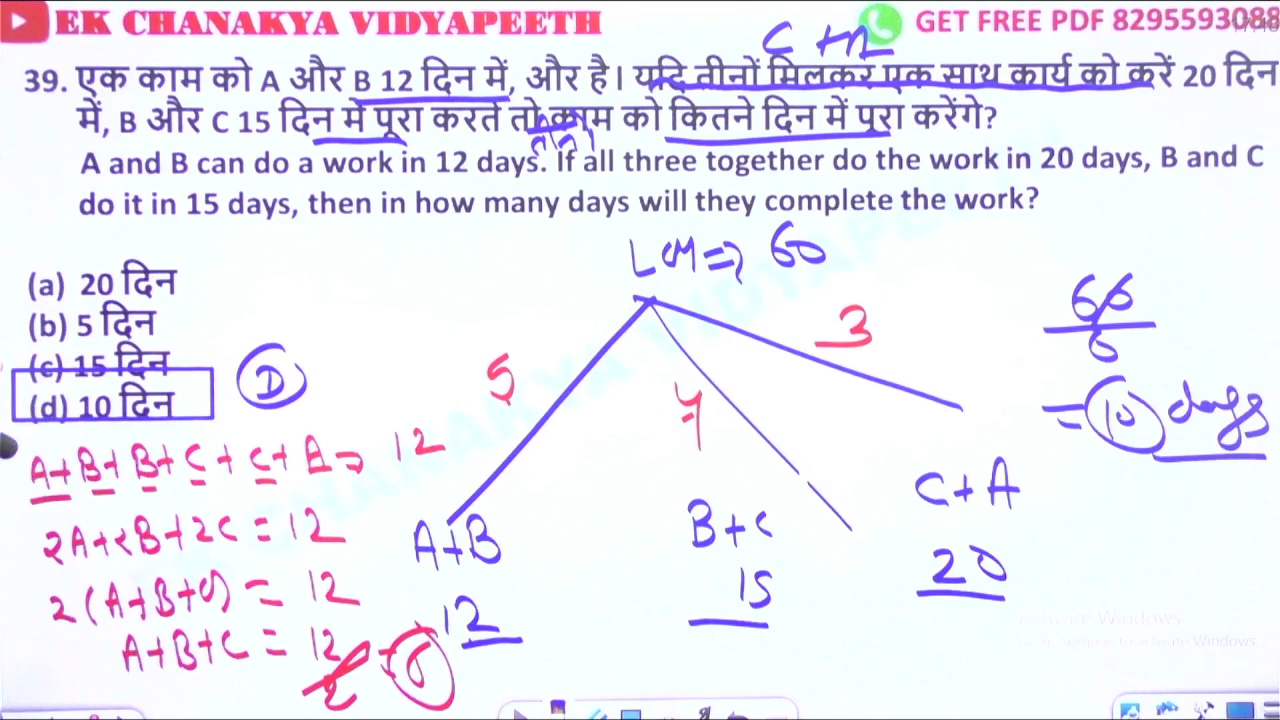 EK CHANAKYA VIDYAPEETH
GET FREE PDF 8295593088
C +A
39. एक काम को A और B 12 दिन में, और है। यदि तीनों मिलकर एक साथ कार्य को करें 20 दिन
में, B और C 15 दिन में पूरा करते तो काम को कितने दिन में पूरा करेंगे?
A and B can do a work in 12 days. If all three together do the work in 20 days, B and C
do it in 15 days, then in how many days will they complete the work?
LCM => 60
(a) 20 दिन
(b) 5 दिन
(c) 15 दिन
(d) 10 दिन
D
5
4
3
60
6
= 10 days
A+B+B+C+C+A => 12
2A+2B+2C = 12
2(A+B+C) = 12
A+B+C = 12
2
= 6
A+B
12
B+C
15
C+A
20
Activate Windows